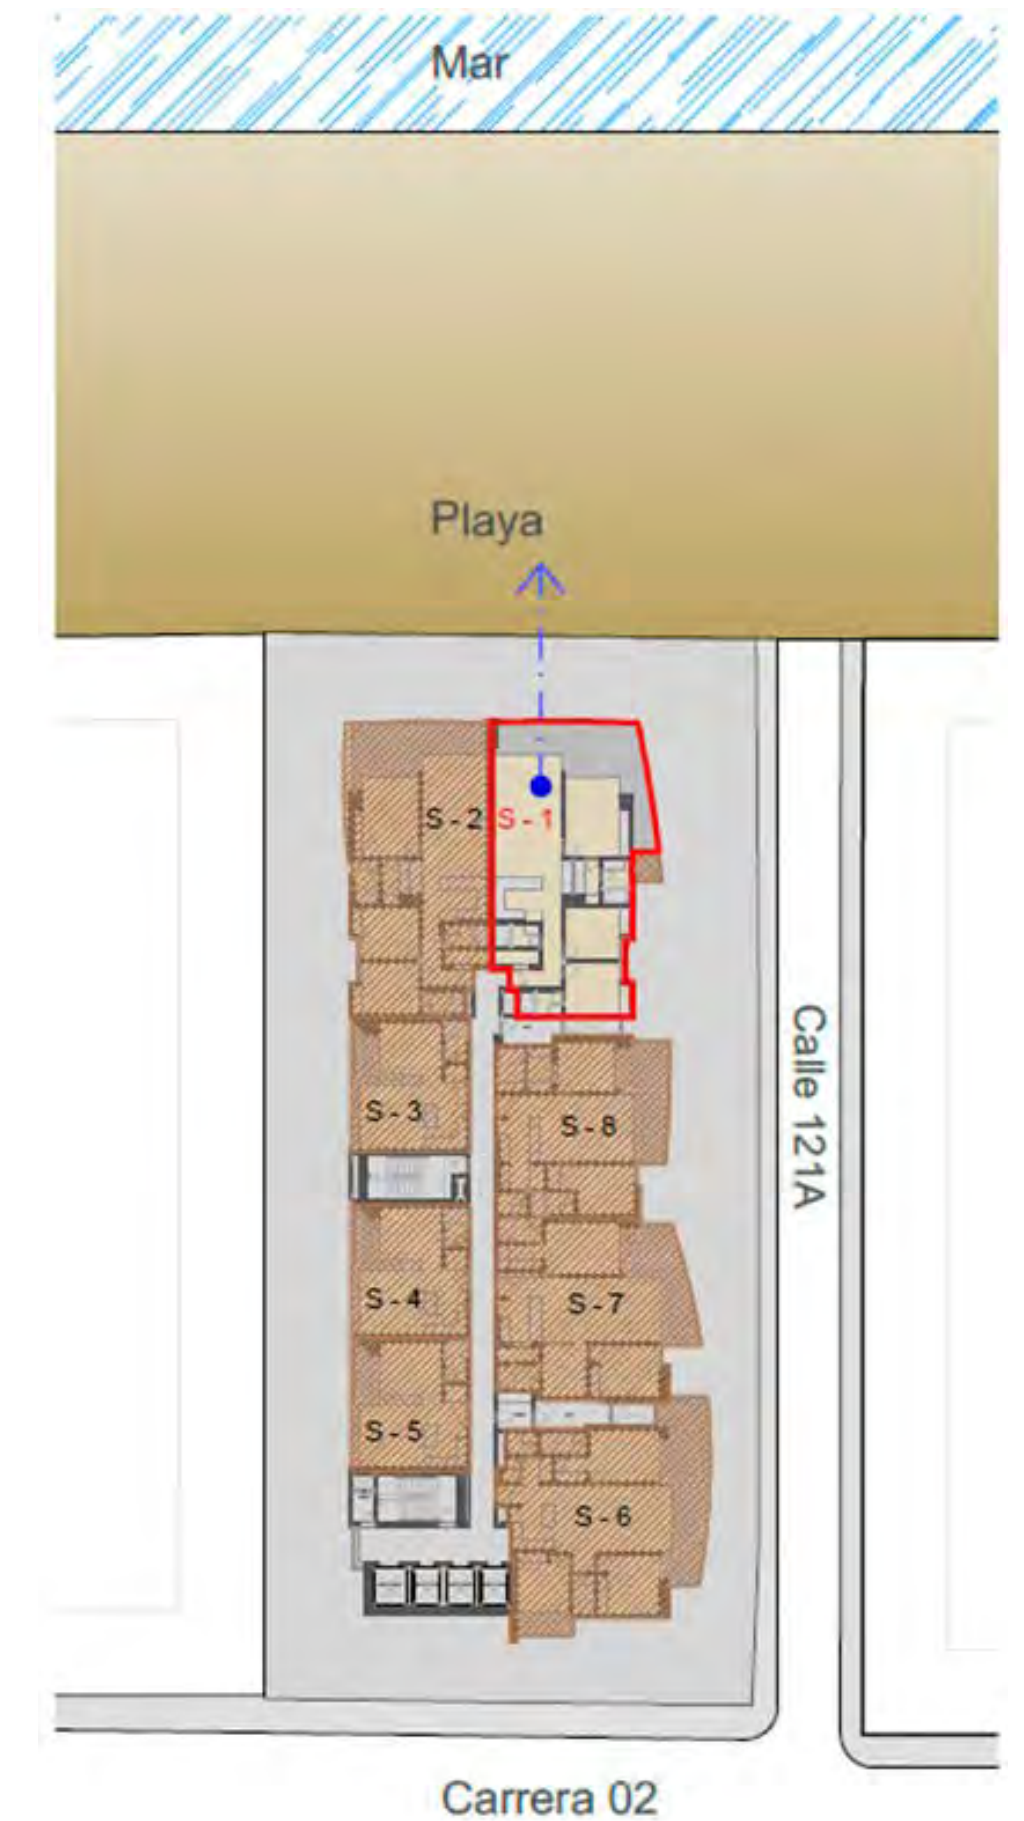 Mar
Playa
S - 2
S - 1
S - 3
S - 8
Calle 121A
S - 4
S - 7
S - 5
S - 6
Carrera 02